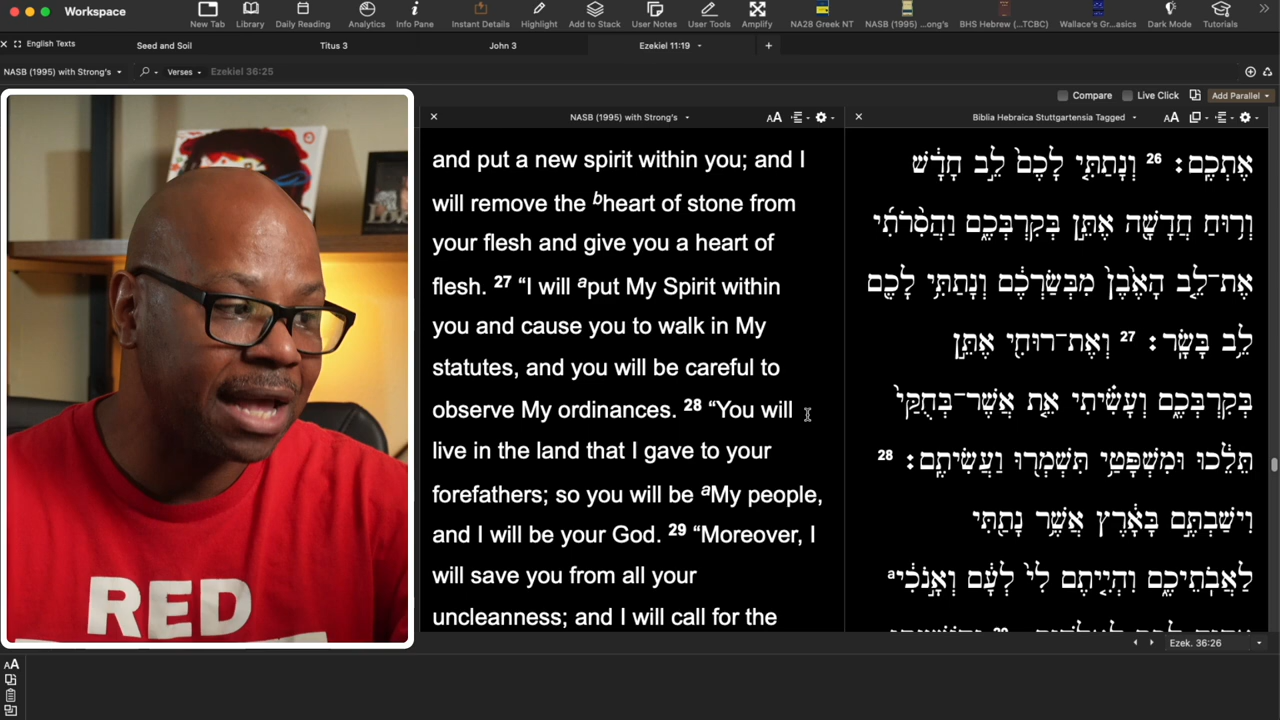 Workspace
New Tab
Library
Daily Reading
Analytics
Info Pane
Instant Details
Highlight
Add to Stack
User Notes
User Tools
Amplify
NA28 Greek NT
NASB (1995) ...ong's)
BHS Hebrew (...TCBC)
Wallace's Gr...asics
Dark Mode
Tutorials
English Texts
Seed and Soil
Titus 3
John 3
Ezekiel 11:19
NASB (1995) with Strong's
Verses
Ezekiel 36:25
Compare
Live Click
Add Parallel
NASB (1995) with Strong's
and put a new spirit within you; and I
will remove the bheart of stone from
your flesh and give you a heart of
flesh. 27 “I will aput My Spirit within
you and cause you to walk in My
statutes, and you will be careful to
observe My ordinances. 28 “You will
live in the land that I gave to your
forefathers; so you will be aMy people,
and I will be your God. 29 “Moreover, I
will save you from all your
uncleanness; and I will call for the
Biblia Hebraica Stuttgartensia Tagged
אֶתְכֶֽם׃ 26 וְנָתַתִּ֤י לָכֶם֙ לֵ֣ב חָדָ֔שׁ
וְר֥וּחַ חֲדָשָׁ֖ה אֶתֵּ֣ן בְּקִרְבְּכֶ֑ם וַהֲסִ֨רֹתִ֜י
אֶת־לֵ֤ב הָאֶ֙בֶן֙ מִבְּשַׂרְכֶ֔ם וְנָתַתִּ֥י לָכֶ֖ם
לֵ֥ב בָּשָֽׂר׃ 27 וְאֶת־רוּחִ֖י אֶתֵּ֣ן
בְּקִרְבְּכֶ֑ם וְעָשִׂ֗יתִי אֵ֤ת אֲשֶׁר־בְּחֻקַּי֙
תֵּלֵ֔כוּ וּמִשְׁפָּטַ֥י תִּשְׁמְר֖וּ וַעֲשִׂיתֶֽם׃ 28
וִישַׁבְתֶּ֣ם בָּאָ֔רֶץ אֲשֶׁ֥ר נָתַ֖תִּי
לַאֲבֹֽתֵיכֶ֑ם וִהְיִ֤יתֶם לִי֙ לְעָ֔ם וְאָ֣נֹכִ֔י a
Ezek. 36:26
RED